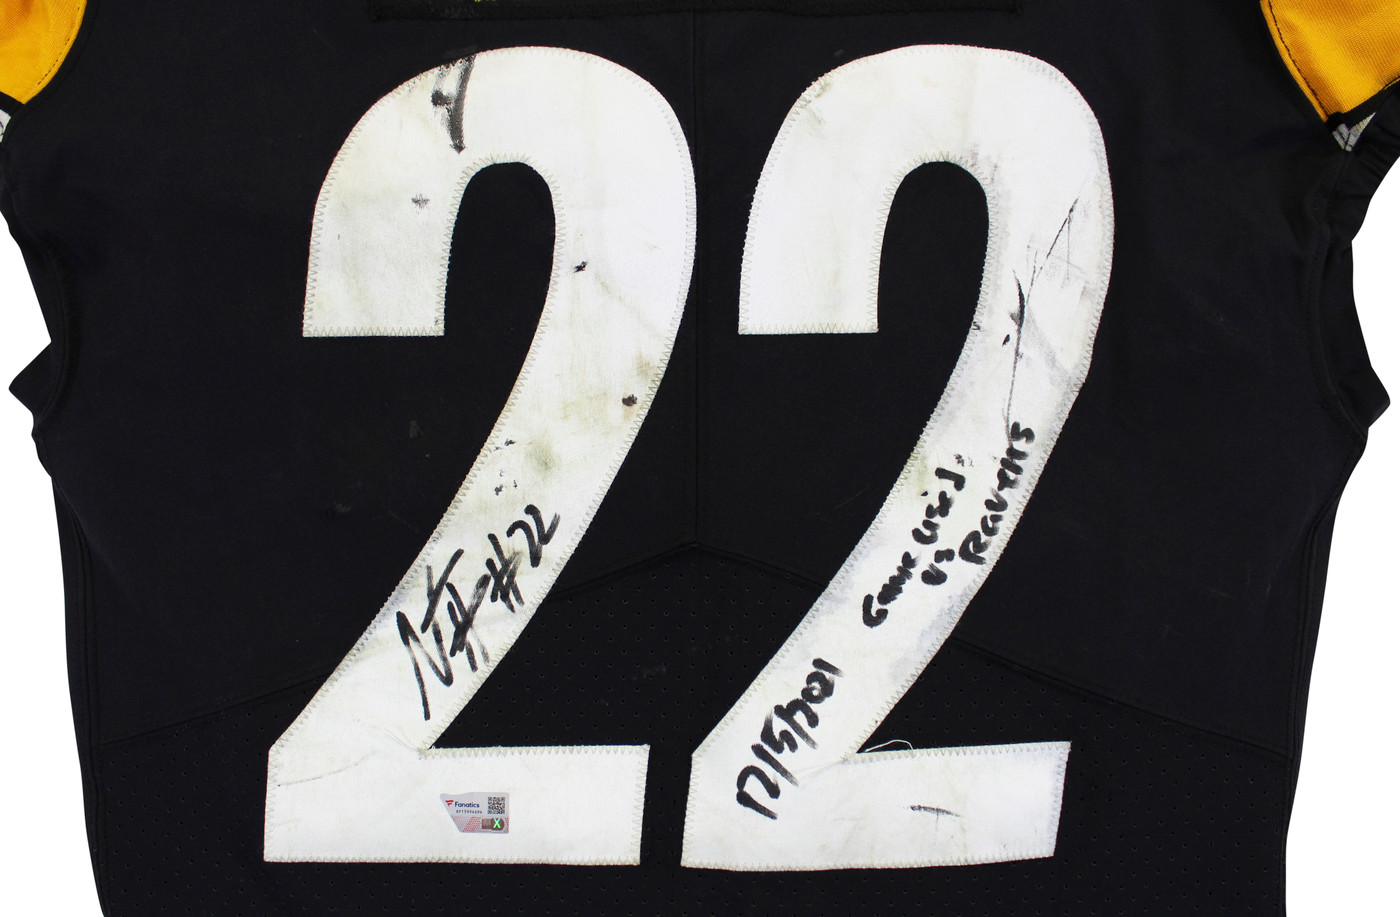 22
#22
Game Used
vs
Ravens
12/5/2021
Fanatics